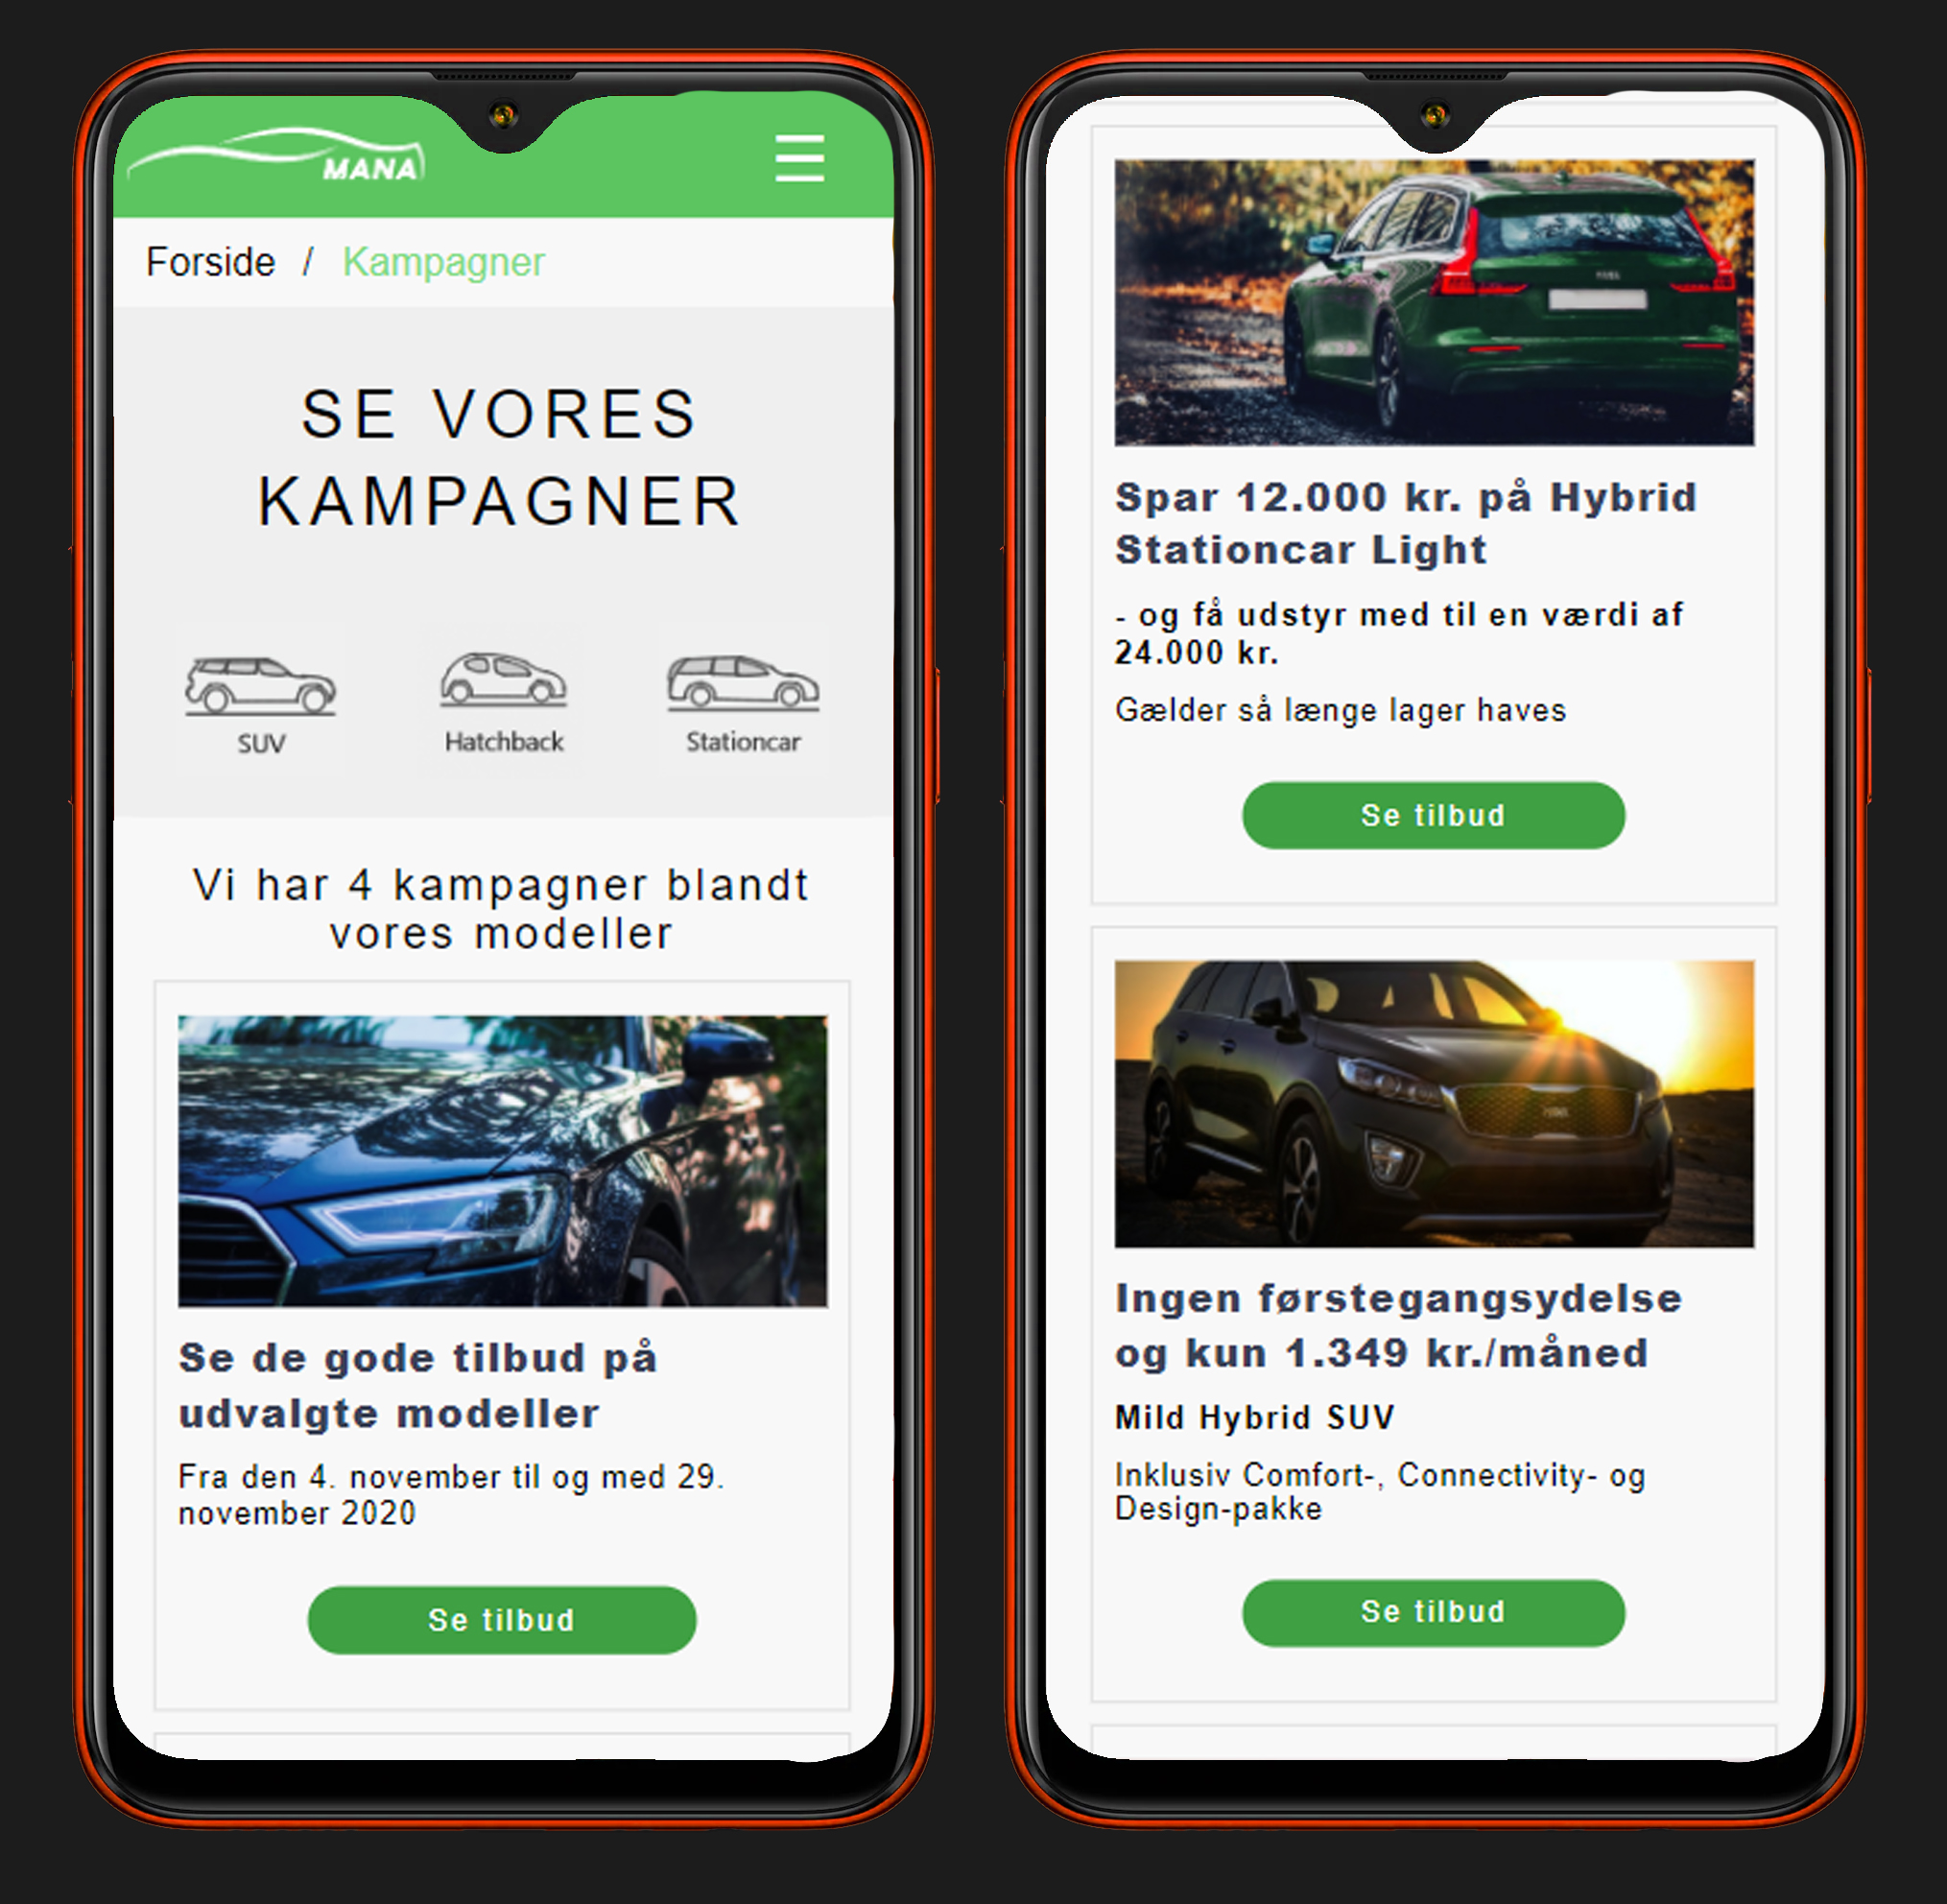 MANA
Forside / Kampagner
SE VORES
KAMPAGNER
SUV
Hatchback
Stationcar
Vi har 4 kampagner blandt
vores modeller
Se de gode tilbud på
udvalgte modeller
Fra den 4. november til og med 29.
november 2020
Se tilbud
Spar 12.000 kr. på Hybrid
Stationcar Light
- og få udstyr med til en værdi af
24.000 kr.
Gælder så længe lager haves
Se tilbud
Ingen førstegangsydelse
og kun 1.349 kr./måned
Mild Hybrid SUV
Inklusiv Comfort-, Connectivity- og
Design-pakke
Se tilbud